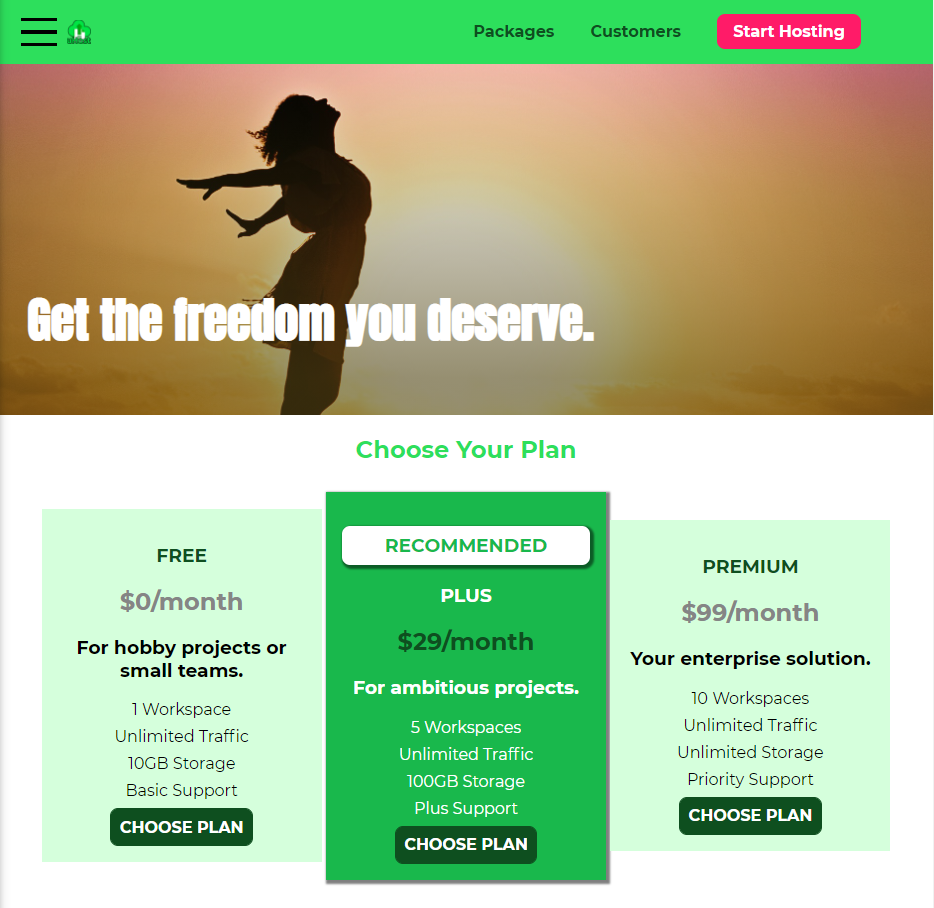 Packages
Customers
Start Hosting
Get the freedom you deserve.
Choose Your Plan
FREE
$0/month
For hobby projects or
small teams.
1 Workspace
Unlimited Traffic
10GB Storage
Basic Support
CHOOSE PLAN
RECOMMENDED
PLUS
$29/month
For ambitious projects.
5 Workspaces
Unlimited Traffic
100GB Storage
Plus Support
CHOOSE PLAN
PREMIUM
$99/month
Your enterprise solution.
10 Workspaces
Unlimited Traffic
Unlimited Storage
Priority Support
CHOOSE PLAN